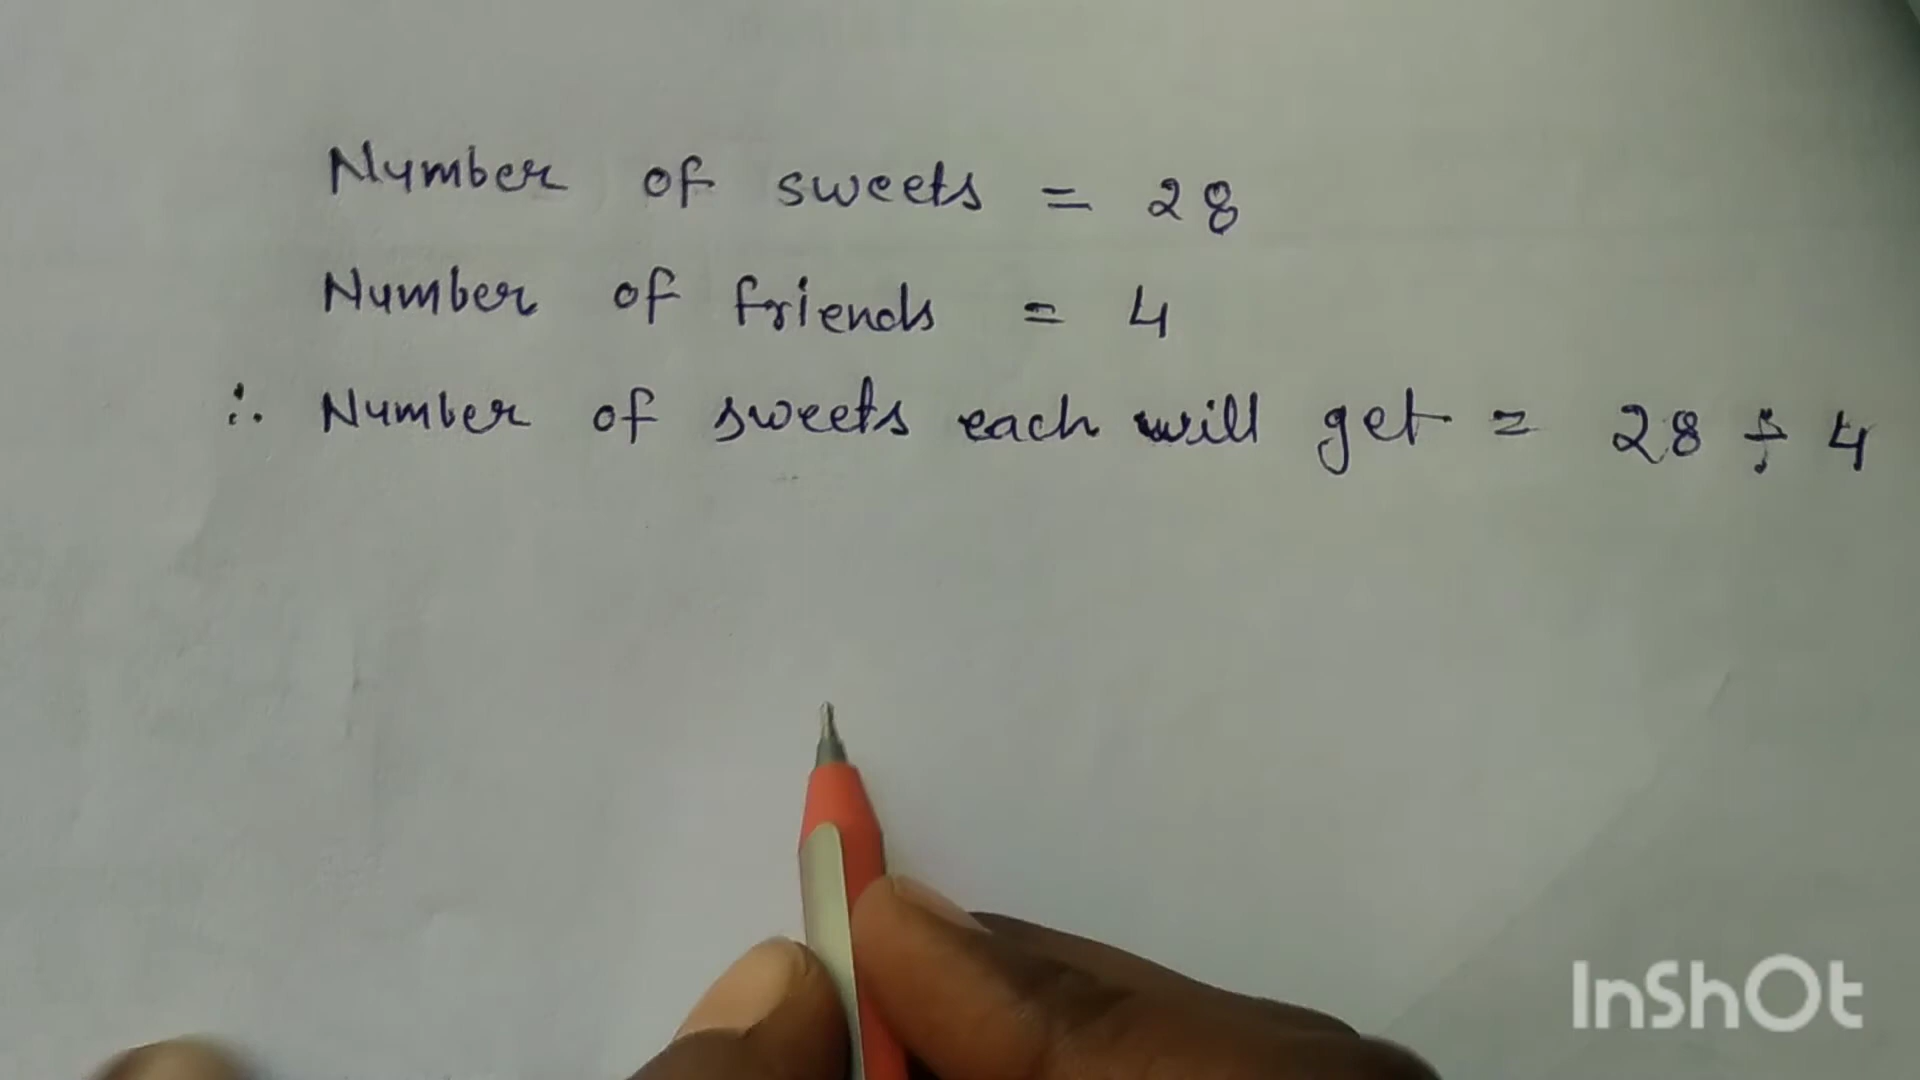 Number of sweets = 28
Number of friends = 4
∴ Number of sweets each will get = 28 ÷ 4
InShOt